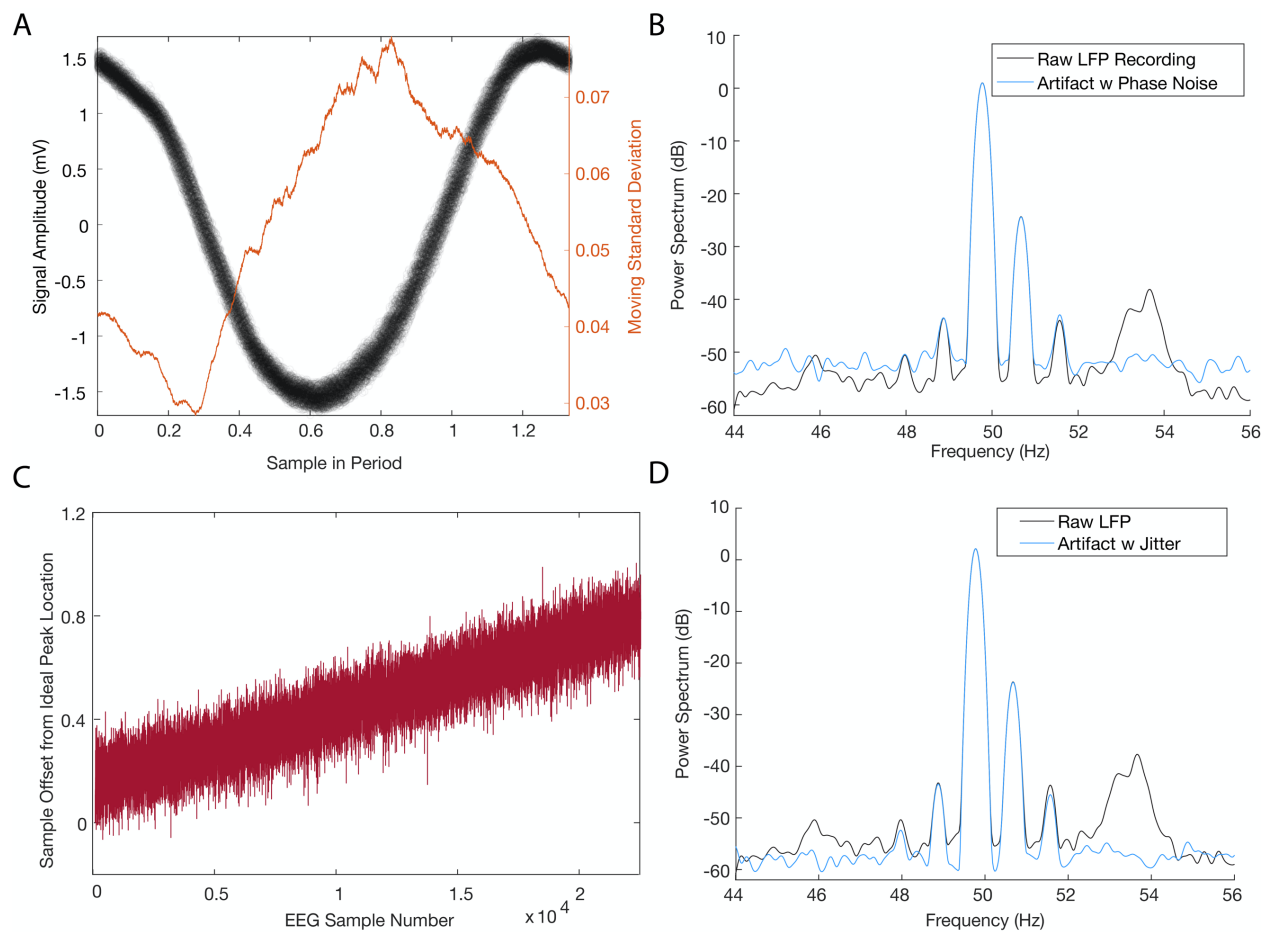 A
1.5
1
0.5
0
-0.5
-1
-1.5
Signal Amplitude (mV)
0.07
0.06
0.05
0.04
0.03
Moving Standard Deviation
0 0.2 0.4 0.6 0.8 1 1.2
Sample in Period
B
Raw LFP Recording
Artifact w Phase Noise
10
0
-10
-20
-30
-40
-50
-60
Power Spectrum (dB)
44 46 48 50 52 54 56
Frequency (Hz)
C
1.2
0.8
0.4
0
Sample Offset from Ideal Peak Location
0 0.5 1 1.5 2
x 10 4
EEG Sample Number
D
Raw LFP
Artifact w Jitter
10
0
-10
-20
-30
-40
-50
-60
Power Spectrum (dB)
44 46 48 50 52 54 56
Frequency (Hz)